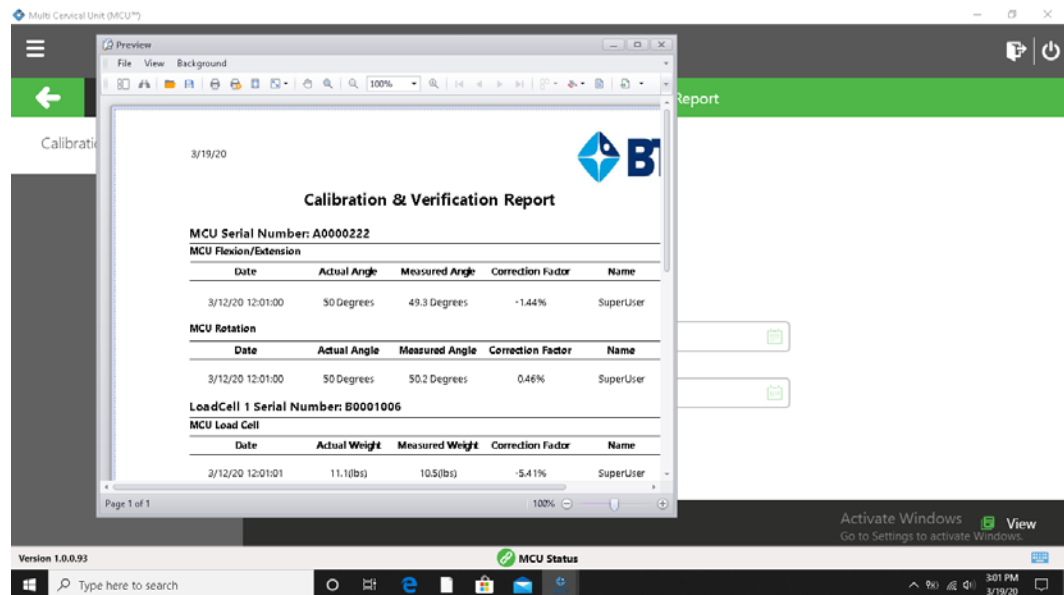 Multi Cervical Unit (MCU™)
Preview
File View Background
100%
Report
3/19/20
Calibration & Verification Report
MCU Serial Number: A0000222
MCU Flexion/Extension
Date Actual Angle Measured Angle Correction Factor Name
3/12/20 12:01:00 50 Degrees 49.3 Degrees -1.44% SuperUser
MCU Rotation
Date Actual Angle Measured Angle Correction Factor Name
3/12/20 12:01:00 50 Degrees 50.2 Degrees 0.46% SuperUser
LoadCell 1 Serial Number: B0001006
MCU Load Cell
Date Actual Weight Measured Weight Correction Factor Name
3/12/20 12:01:01 11.1(lbs) 10.5(lbs) -5.41% SuperUser
Page 1 of 1 100%
Activate Windows
Go to Settings to activate Windows.
View
Version 1.0.0.93 MCU Status
Type here to search
3:01 PM
3/19/20